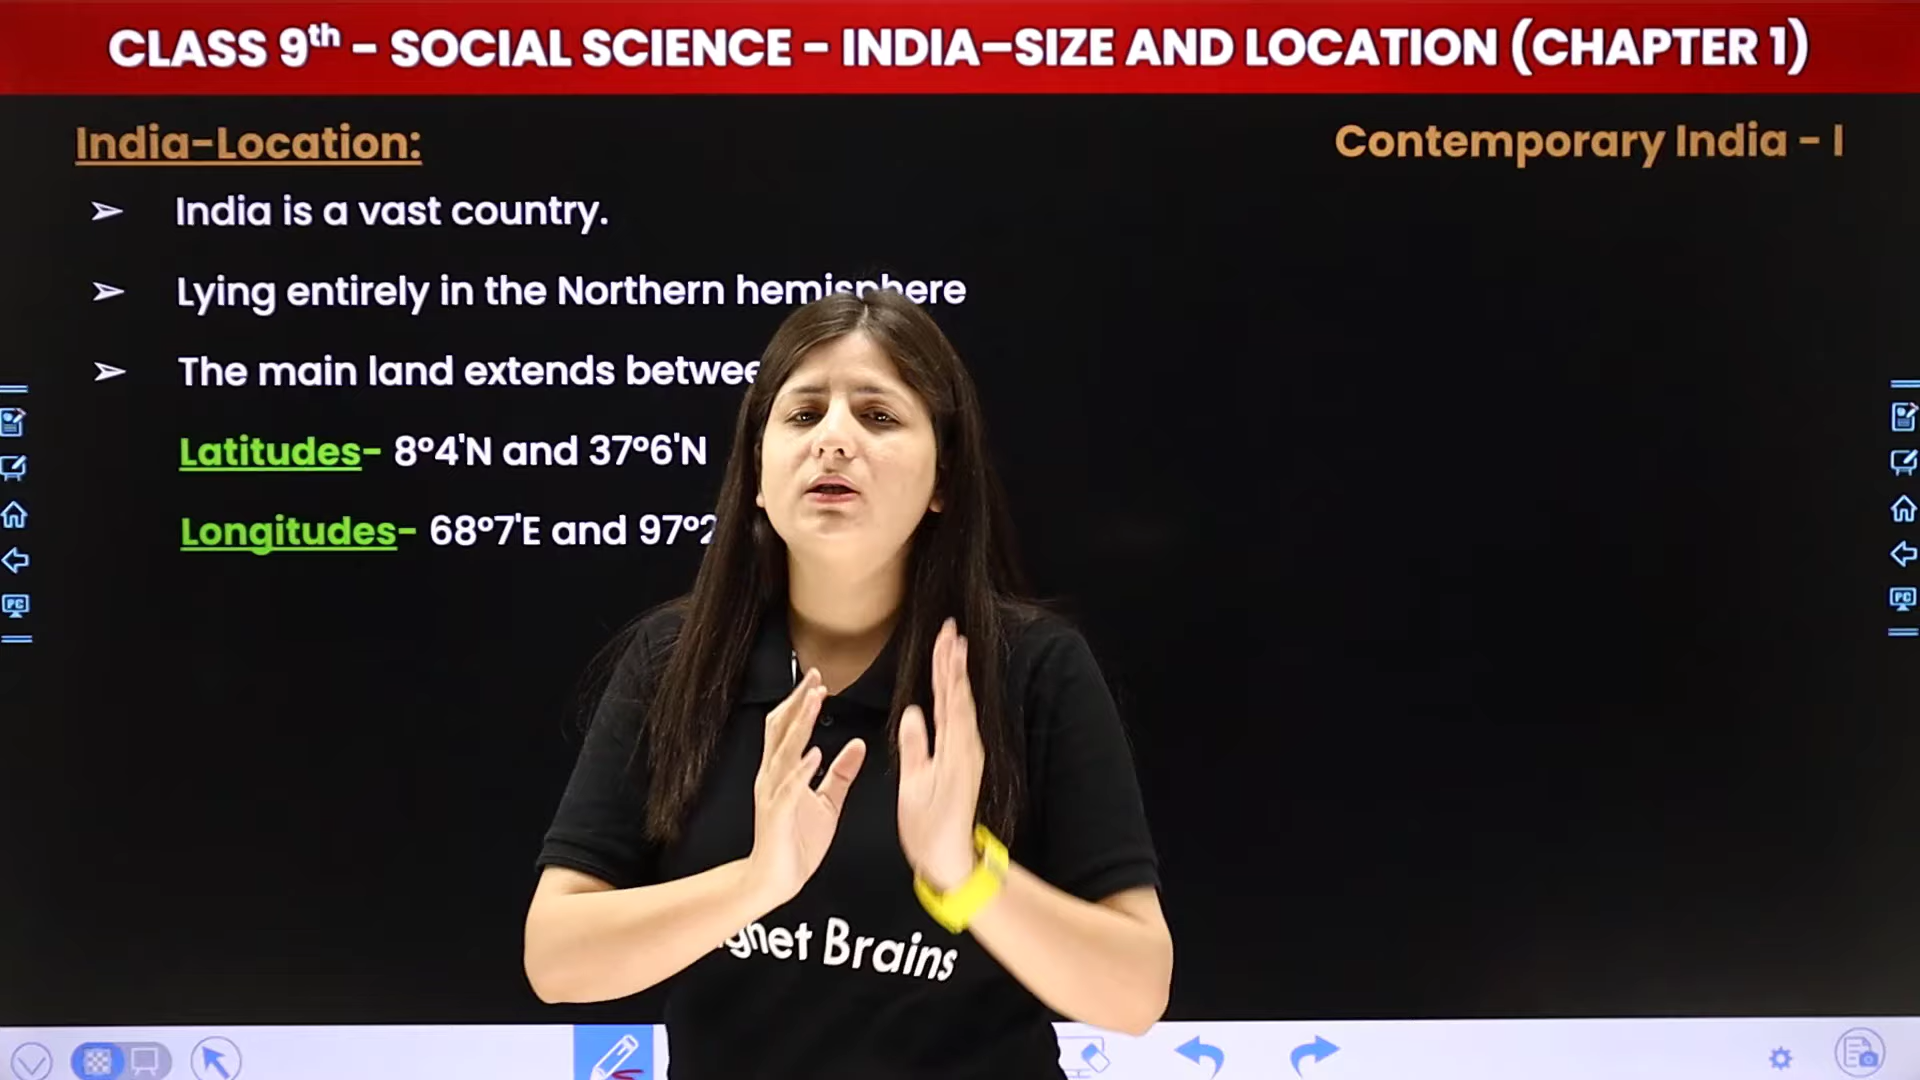 CLASS 9th - SOCIAL SCIENCE - INDIA–SIZE AND LOCATION (CHAPTER 1)
India-Location:
Contemporary India - I
➢ India is a vast country.
➢ Lying entirely in the Northern hemisphere
➢ The main land extends
Latitudes- 8°4'N and 37°6'N
Longitudes- 68°7'E and
PC
PC
Brains